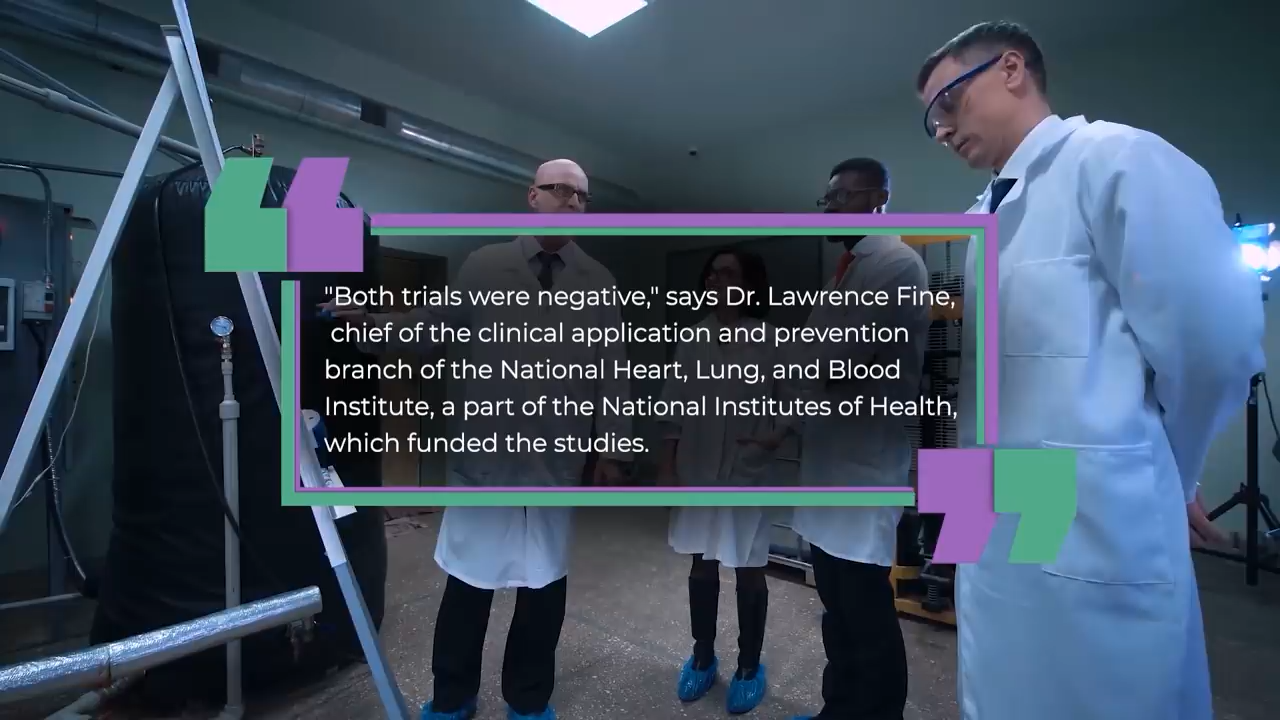 "Both trials were negative," says Dr. Lawrence Fine,
chief of the clinical application and prevention
branch of the National Heart, Lung, and Blood
Institute, a part of the National Institutes of Health,
which funded the studies.